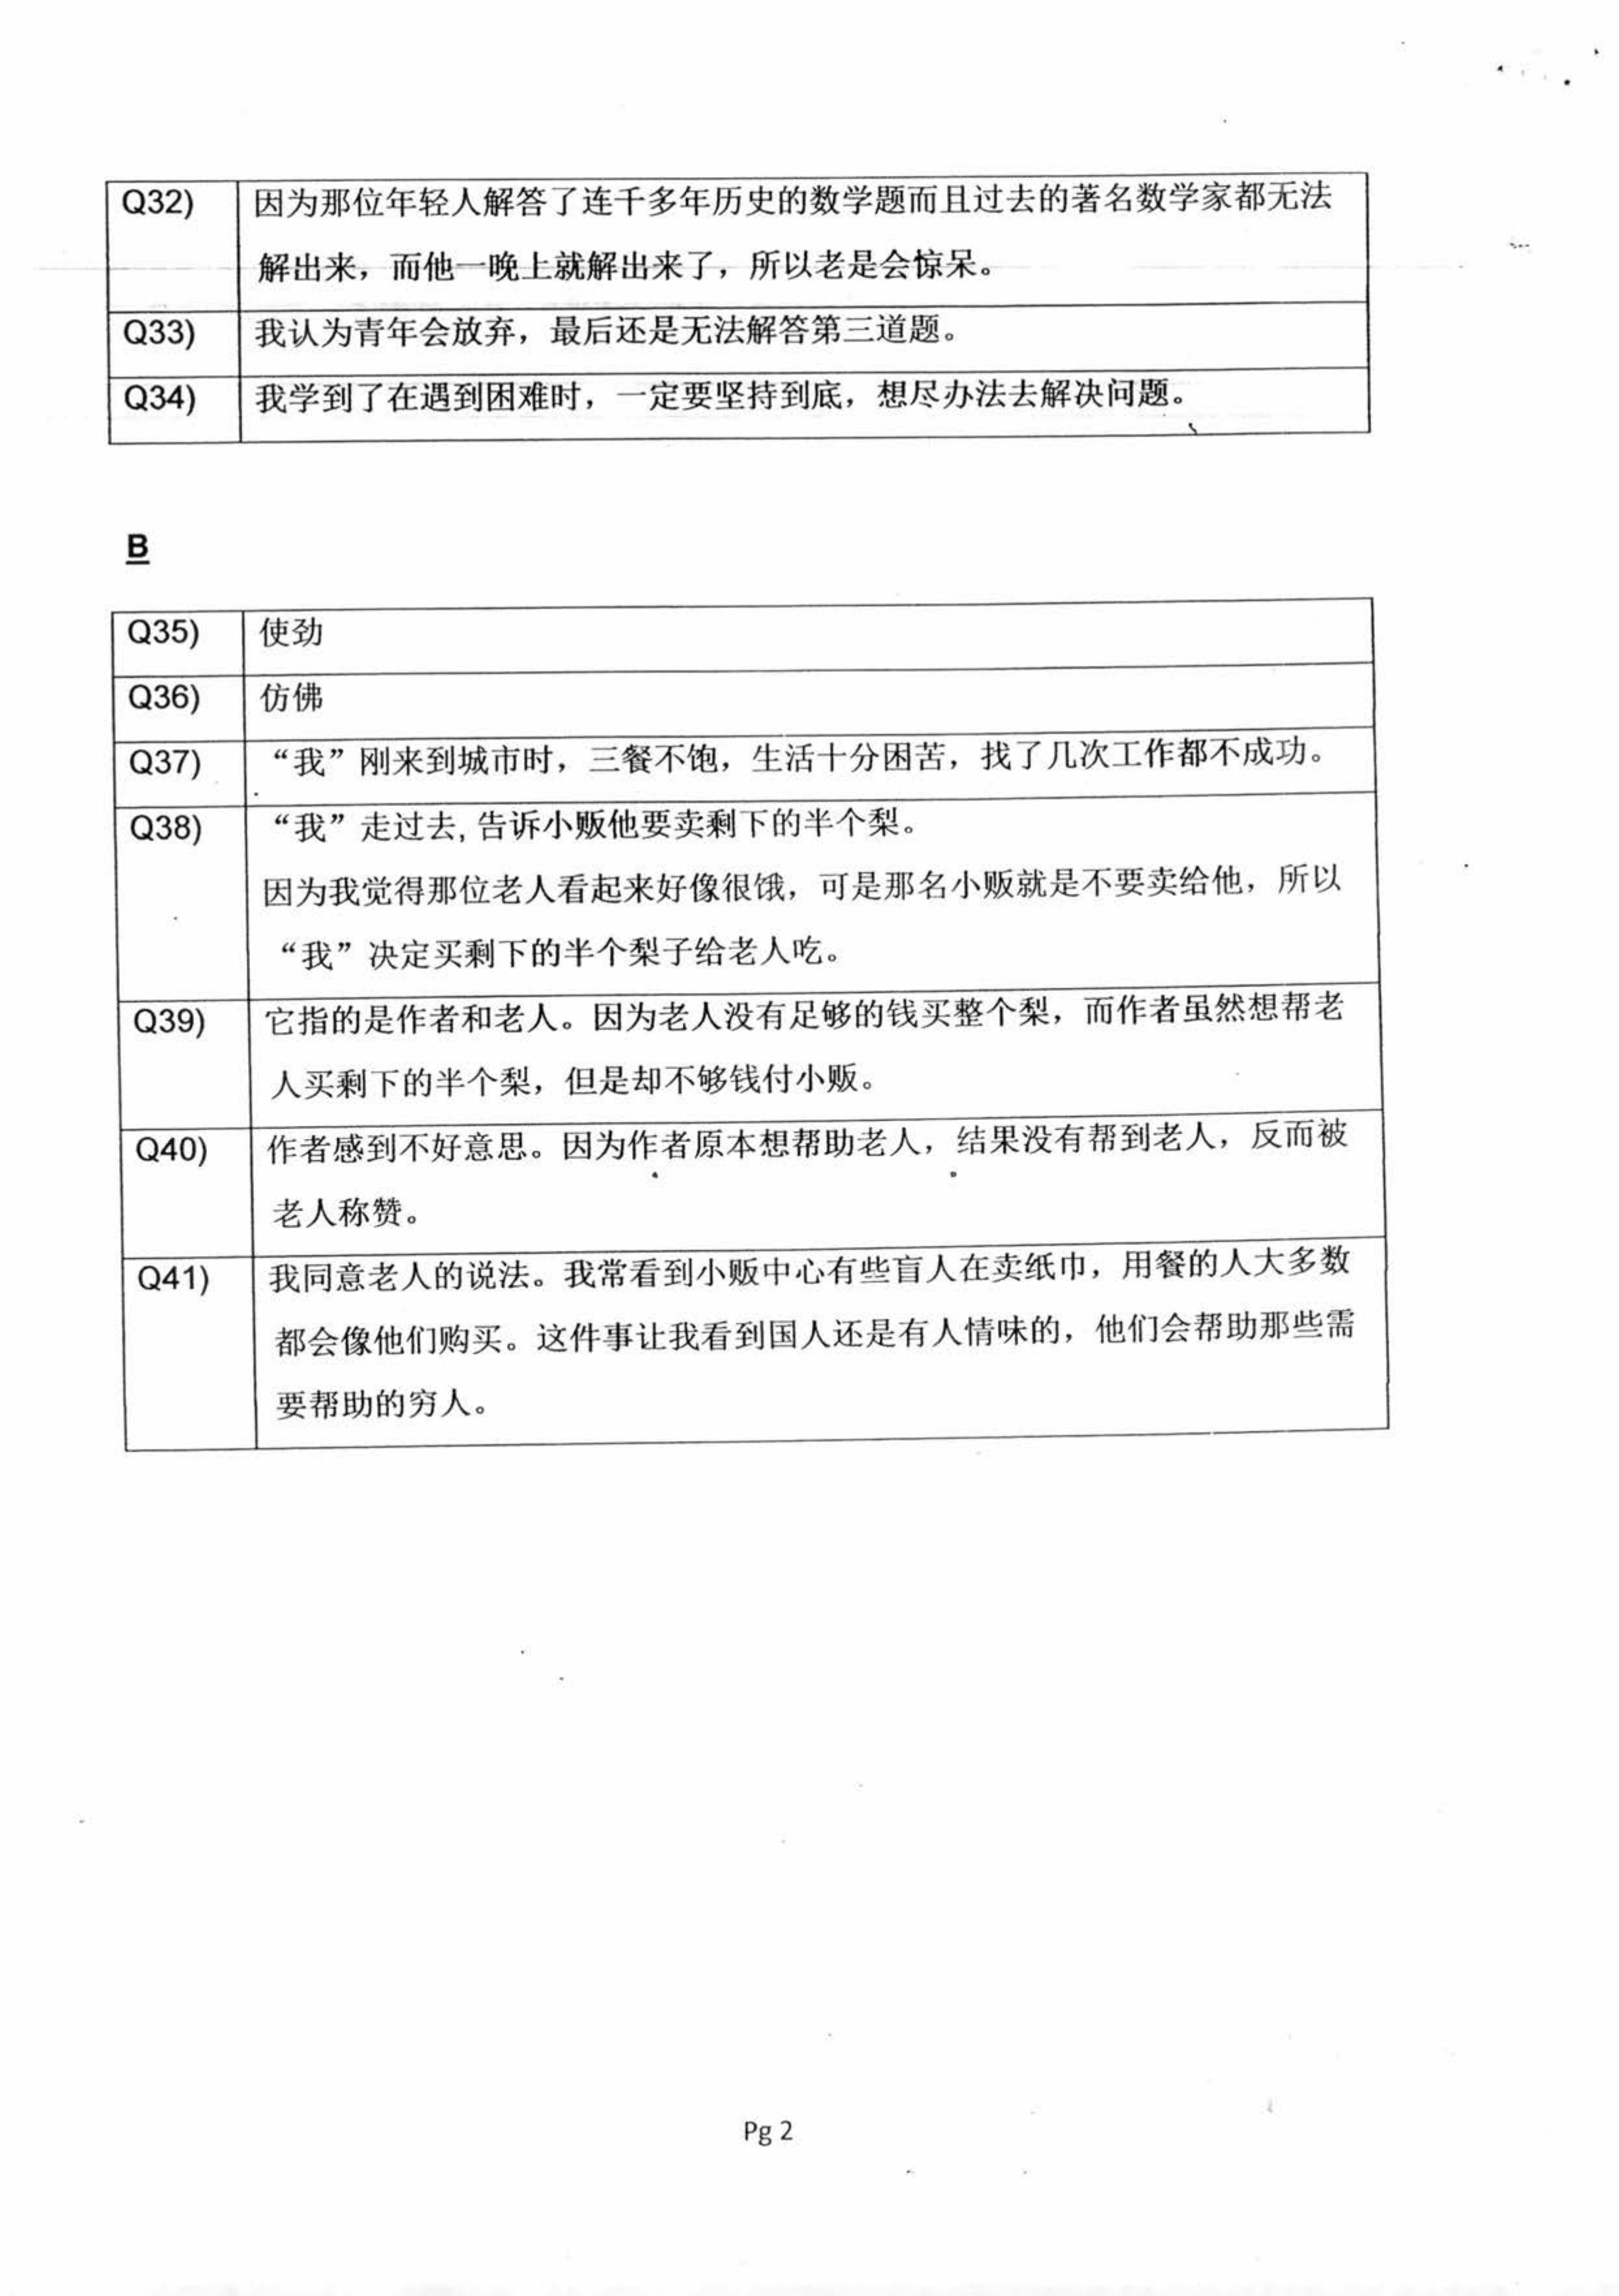 Q32) 因为那位年轻人解答了连千多年历史的数学题而且过去的著名数学家都无法
解出来，而他一晚上就解出来了，所以老是会惊呆。
Q33) 我认为青年会放弃，最后还是无法解答第三道题。
Q34) 我学到了在遇到困难时，一定要坚持到底，想尽办法去解决问题。
B
Q35) 使劲
Q36) 仿佛
Q37) “我”刚来到城市时，三餐不饱，生活十分困苦，找了几次工作都不成功。
Q38) “我”走过去, 告诉小贩他要卖剩下的半个梨。
因为我觉得那位老人看起来好像很饿，可是那名小贩就是不要卖给他，所以
“我”决定买剩下的半个梨子给老人吃。
Q39) 它指的是作者和老人。因为老人没有足够的钱买整个梨，而作者虽然想帮老
人买剩下的半个梨，但是却不够钱付小贩。
Q40) 作者感到不好意思。因为作者原本想帮助老人，结果没有帮到老人，反而被
老人称赞。
Q41) 我同意老人的说法。我常看到小贩中心有些盲人在卖纸巾，用餐的人大多数
都会像他们购买。这件事让我看到国人还是有人情味的，他们会帮助那些需
要帮助的穷人。
Pg 2